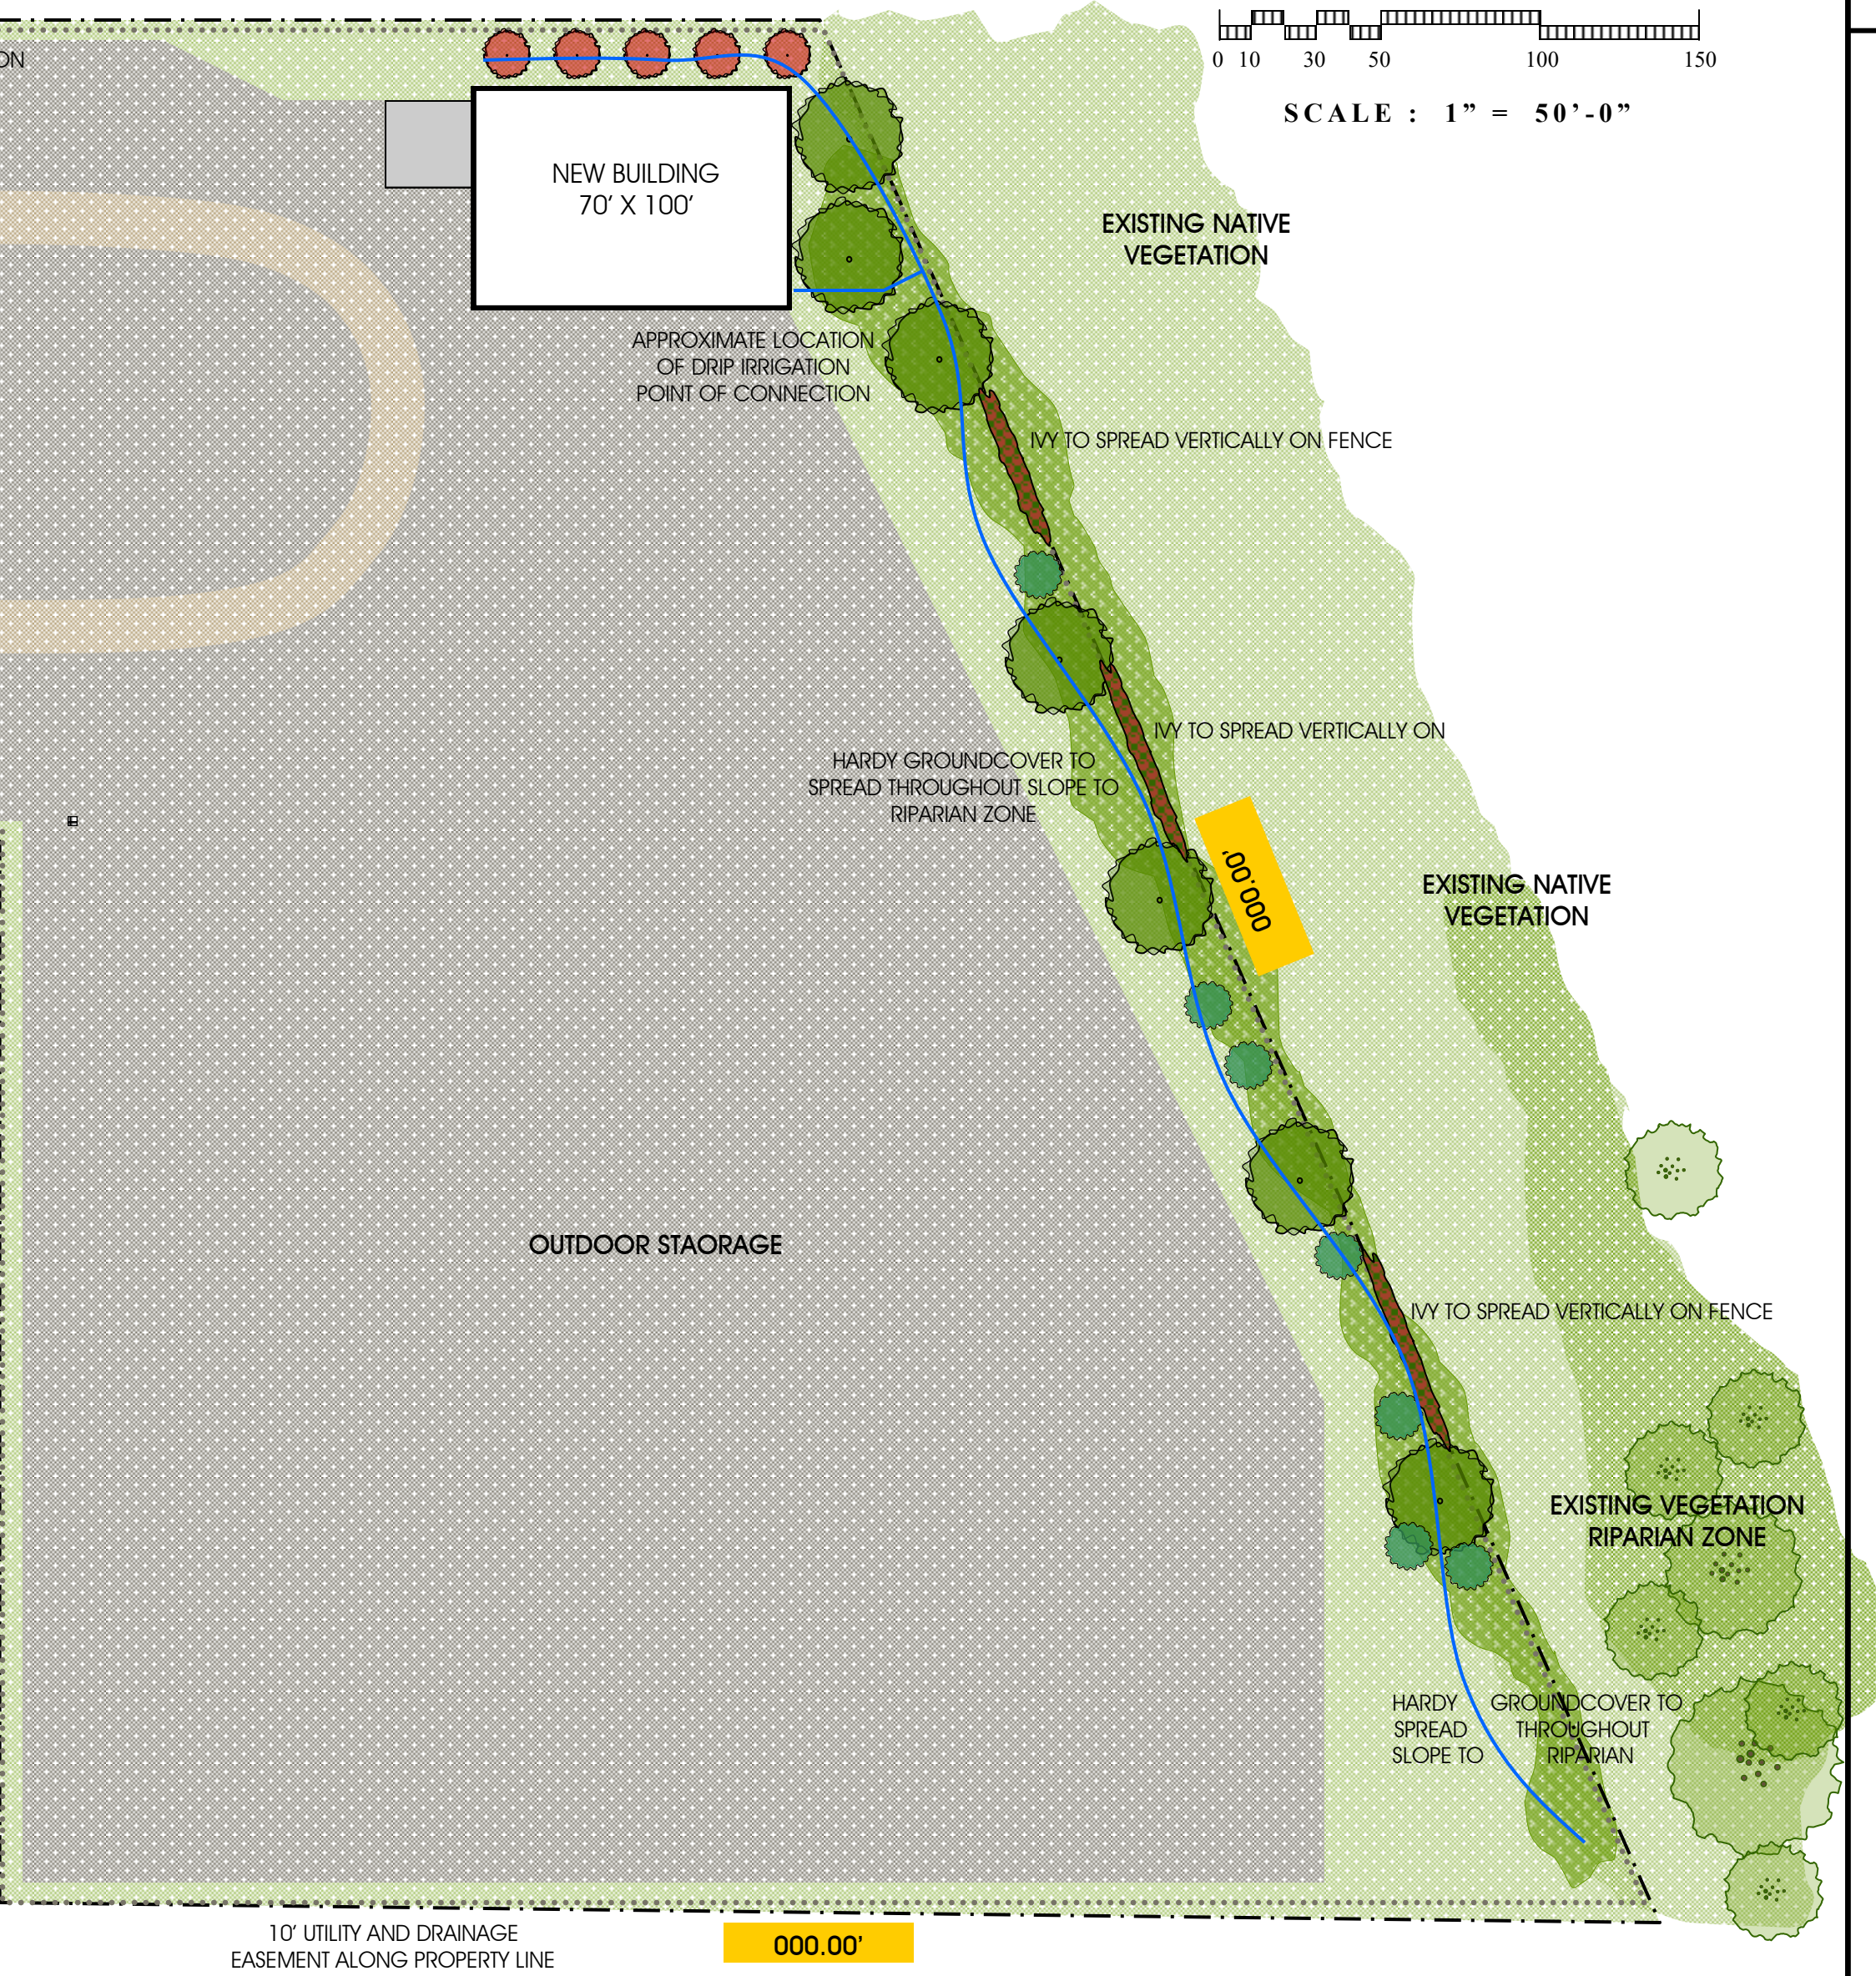 ON
0 10 30 50 100 150
SCALE : 1” = 50’-0”
NEW BUILDING
70’ X 100’
EXISTING NATIVE
VEGETATION
APPROXIMATE LOCATION
OF DRIP IRRIGATION
POINT OF CONNECTION
IVY TO SPREAD VERTICALLY ON FENCE
IVY TO SPREAD VERTICALLY ON
HARDY GROUNDCOVER TO
SPREAD THROUGHOUT SLOPE TO
RIPARIAN ZONE
000.00’
EXISTING NATIVE
VEGETATION
OUTDOOR STAORAGE
IVY TO SPREAD VERTICALLY ON FENCE
EXISTING VEGETATION
RIPARIAN ZONE
HARDY GROUNDCOVER TO
SPREAD THROUGHOUT
SLOPE TO RIPARIAN
10’ UTILITY AND DRAINAGE
EASEMENT ALONG PROPERTY LINE
000.00’